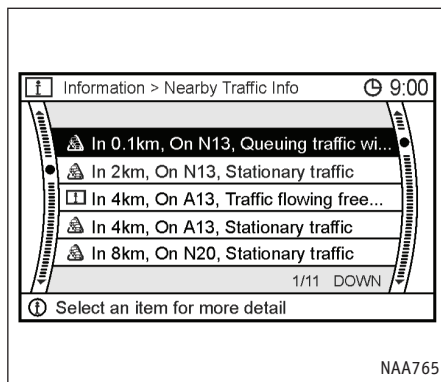 Information > Nearby Traffic Info 9:00
In 0.1km, On N13, Queuing traffic wi...
In 2km, On N13, Stationary traffic
In 4km, On A13, Traffic flowing free...
In 4km, On A13, Stationary traffic
In 8km, On N20, Stationary traffic
1/11 DOWN
Select an item for more detail
NAA765